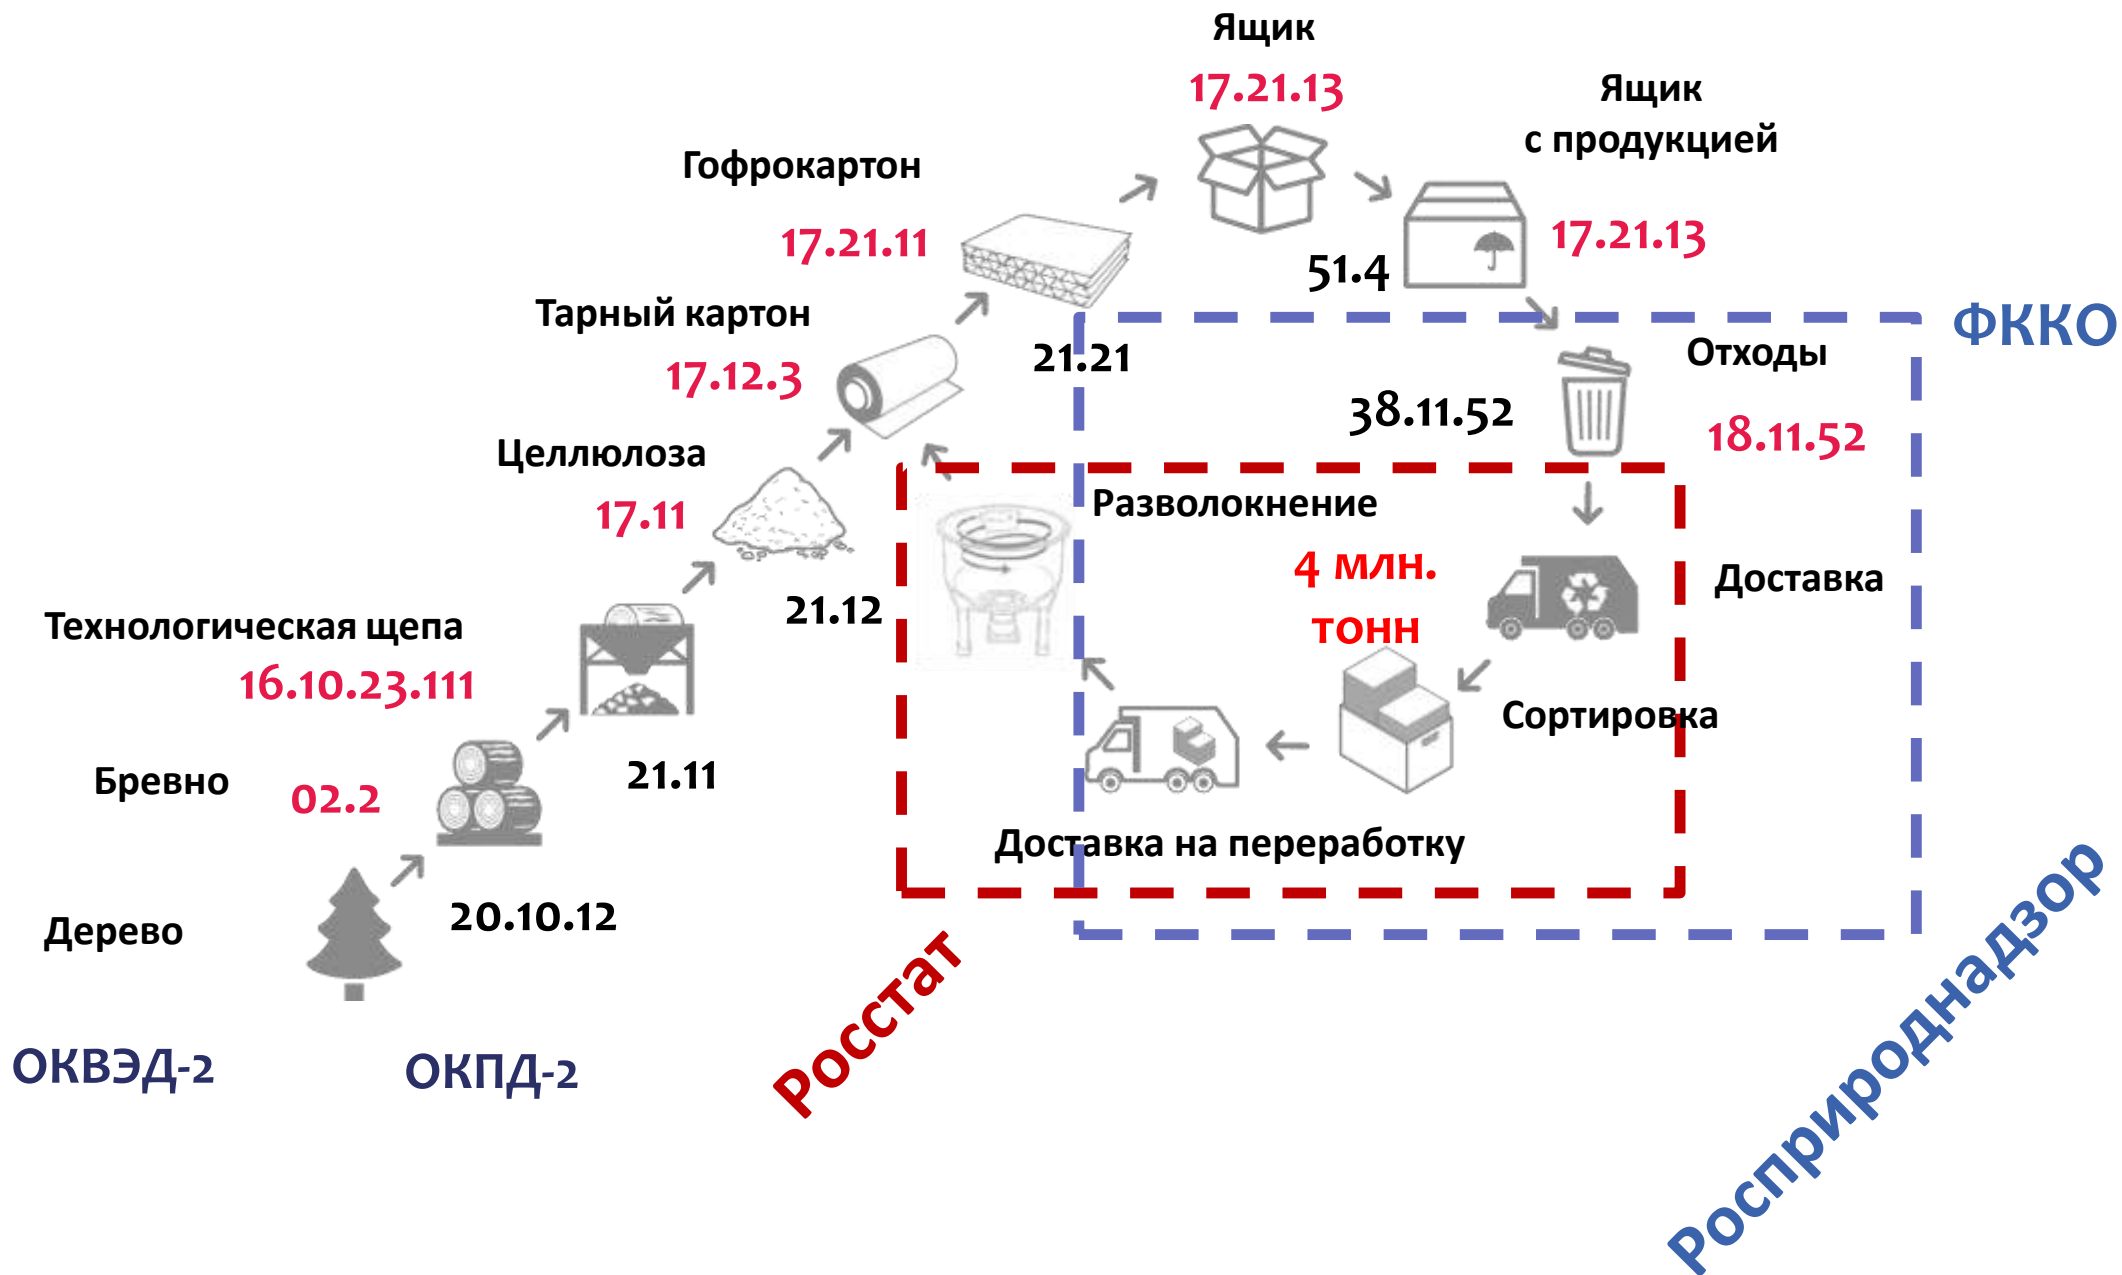 Ящик
17.21.13
Ящик
с продукцией
17.21.13
Гофрокартон
17.21.11
51.4
Тарный картон
17.12.3
21.21
ФККО
Отходы
38.11.52
18.11.52
Целлюлоза
17.11
Разволокнение
4 млн.
тонн
Доставка
21.12
Технологическая щепа
16.10.23.111
Сортировка
Бревно
02.2
21.11
Доставка на переработку
Дерево
20.10.12
Росстат
Росприроднадзор
ОКВЭД-2
ОКПД-2